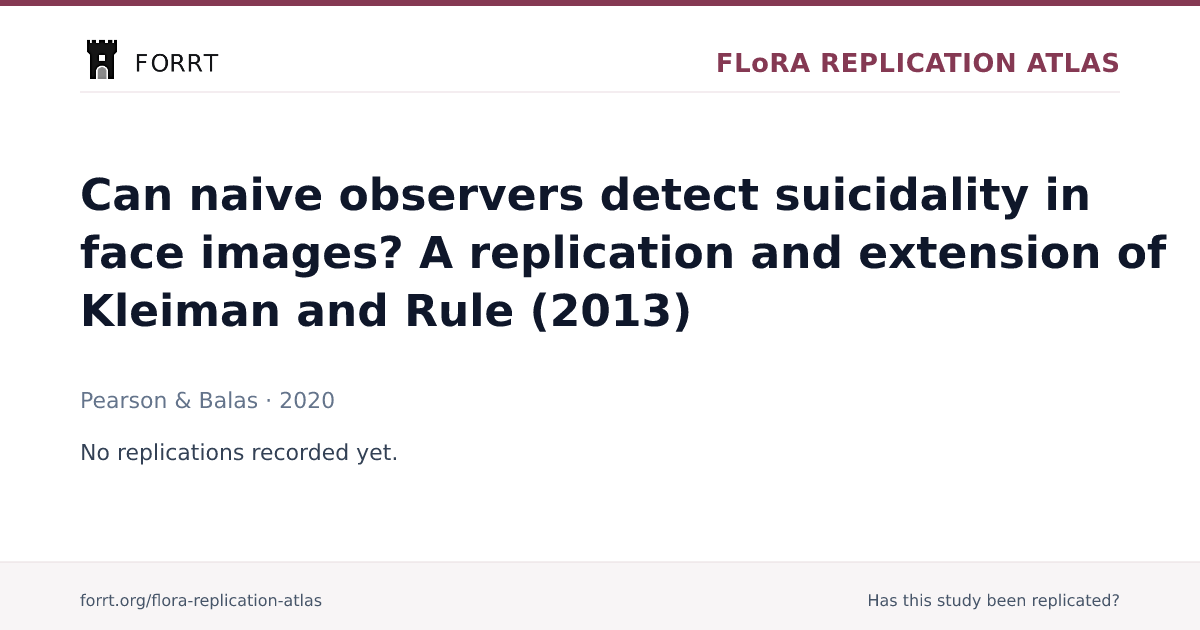 FORRT
FLoRA REPLICATION ATLAS
Can naive observers detect suicidality in
face images? A replication and extension of
Kleiman and Rule (2013)
Pearson & Balas · 2020
No replications recorded yet.
forrt.org/flora-replication-atlas
Has this study been replicated?